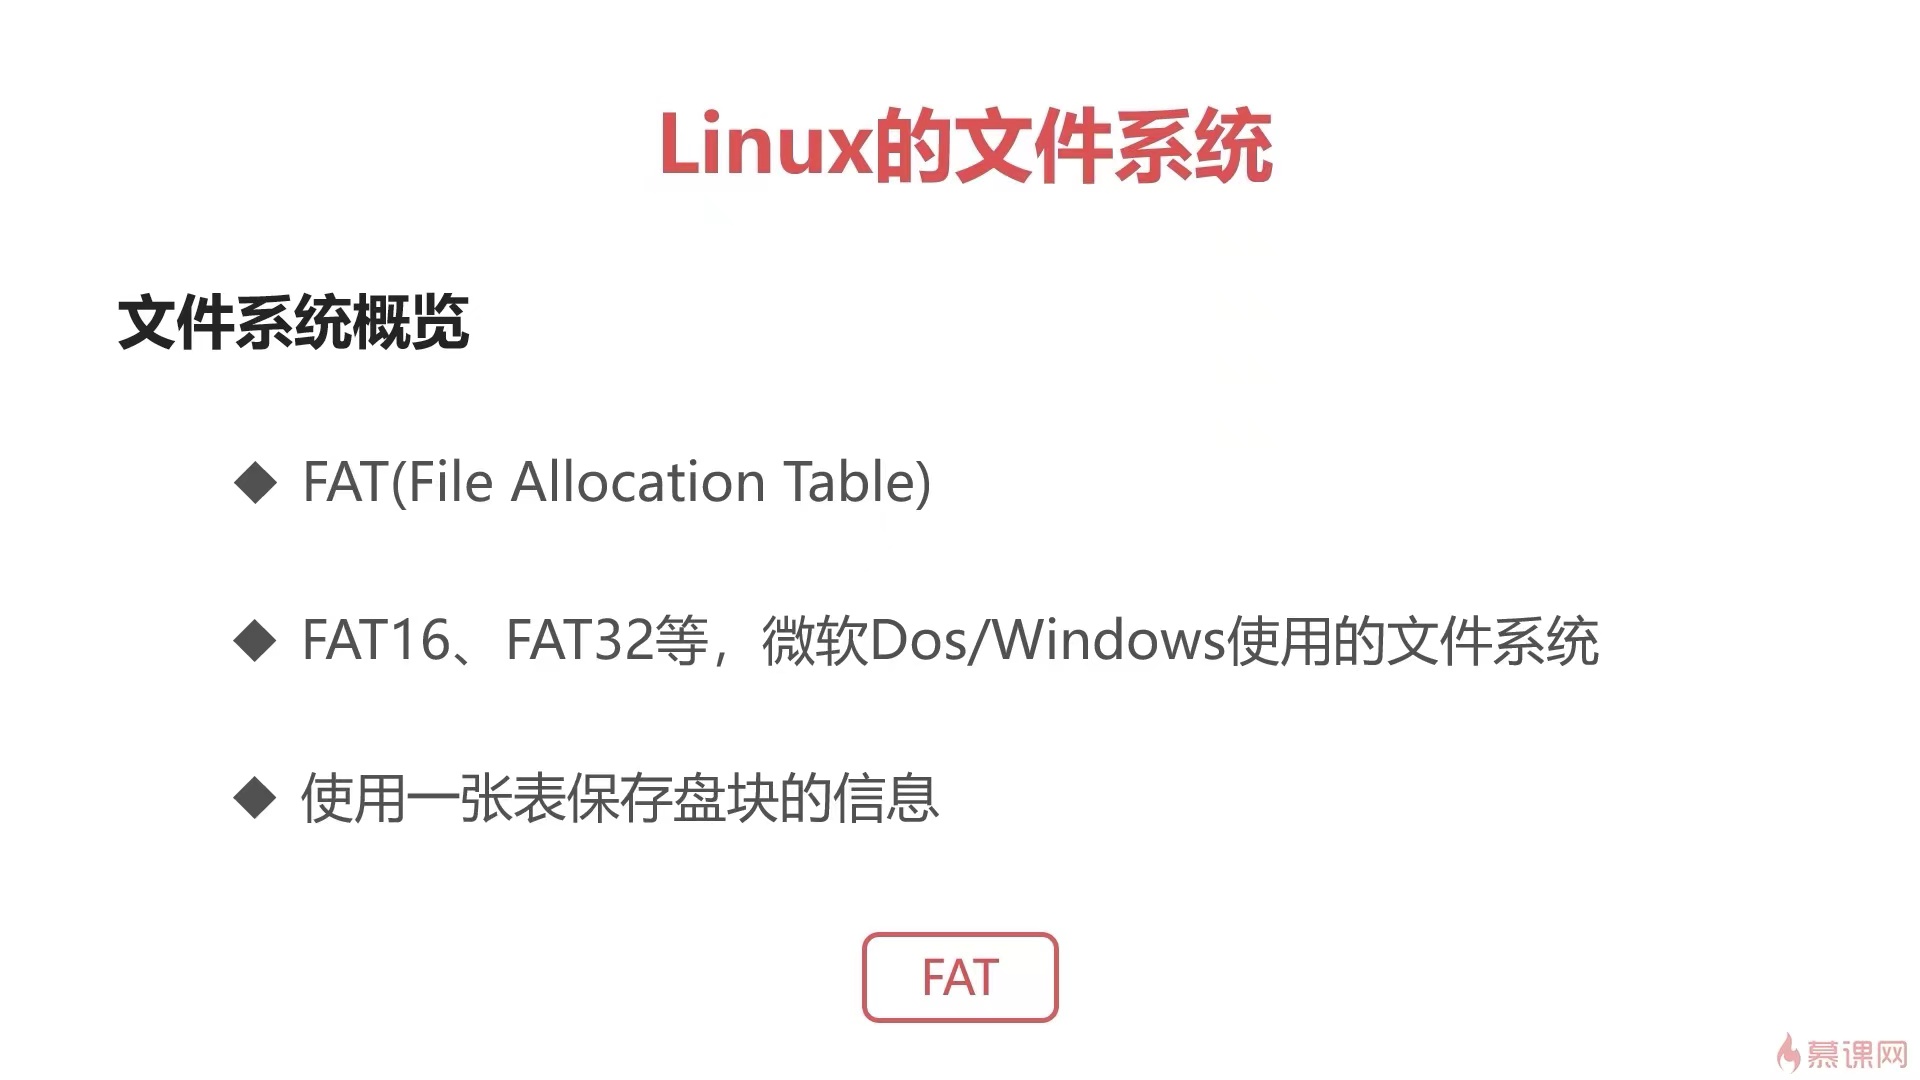 Linux的文件系统
文件系统概览
◆ FAT(File Allocation Table)
◆ FAT16、FAT32等，微软Dos/Windows使用的文件系统
◆ 使用一张表保存盘块的信息
FAT
慕课网